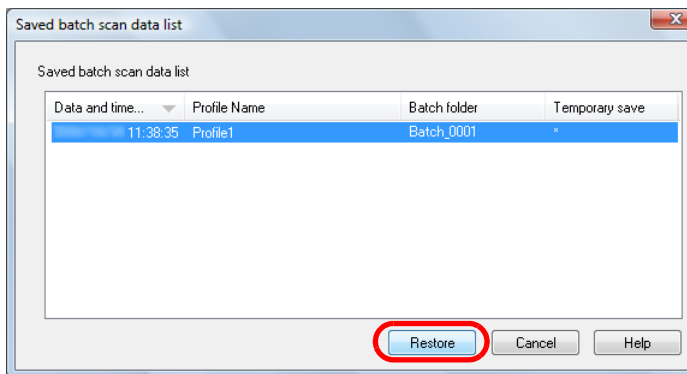 Saved batch scan data list
Saved batch scan data list
Data and time... Profile Name Batch folder Temporary save
11:38:35 Profile1 Batch_0001 *
Restore Cancel Help